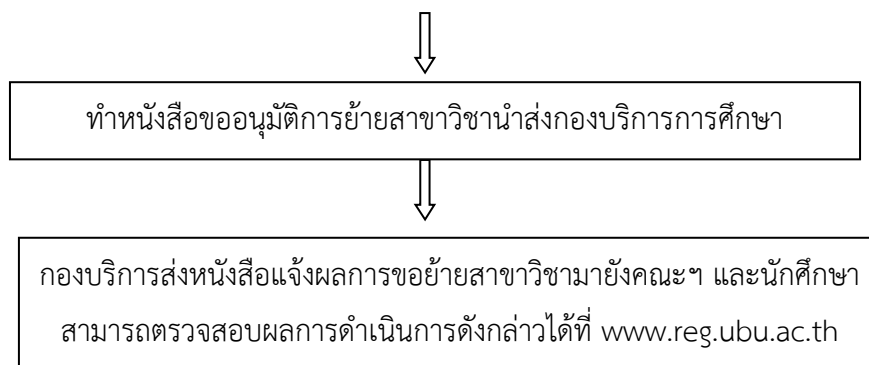 ทำหนังสือขออนุมัติการย้ายสาขาวิชานำส่งกองบริการการศึกษา
กองบริการส่งหนังสือแจ้งผลการขอย้ายสาขาวิชามายังคณะฯ และนักศึกษา
สามารถตรวจสอบผลการดำเนินการดังกล่าวได้ที่ www.reg.ubu.ac.th